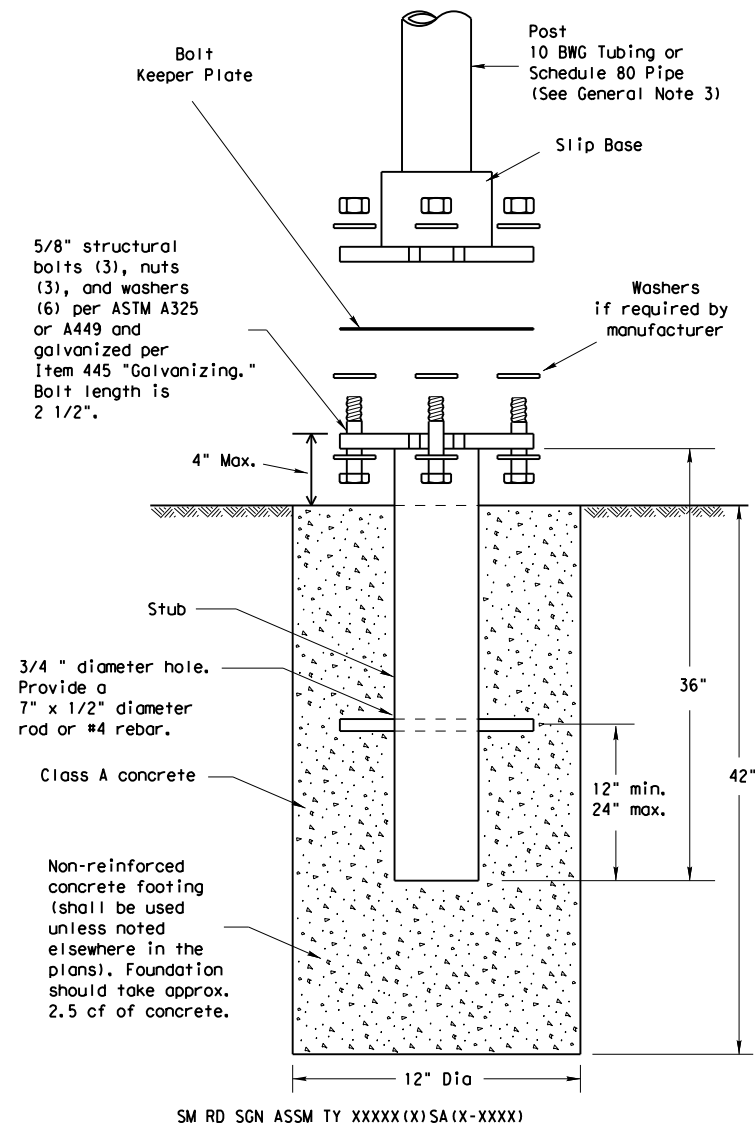 Bolt
Keeper Plate
Post
10 BWG Tubing or
Schedule 80 Pipe
(See General Note 3)
Slip Base
5/8" structural
bolts (3), nuts
(3), and washers
(6) per ASTM A325
or A449 and
galvanized per
Item 445 "Galvanizing."
Bolt length is
2 1/2".
Washers
if required by
manufacturer
4" Max.
Stub
3/4 " diameter hole.
Provide a
7" x 1/2" diameter
rod or #4 rebar.
36"
Class A concrete
12" min.
24" max.
42"
Non-reinforced
concrete footing
(shall be used
unless noted
elsewhere in the
plans). Foundation
should take approx.
2.5 cf of concrete.
12" Dia
SM RD SGN ASSM TY XXXXX(X)SA(X-XXXX)